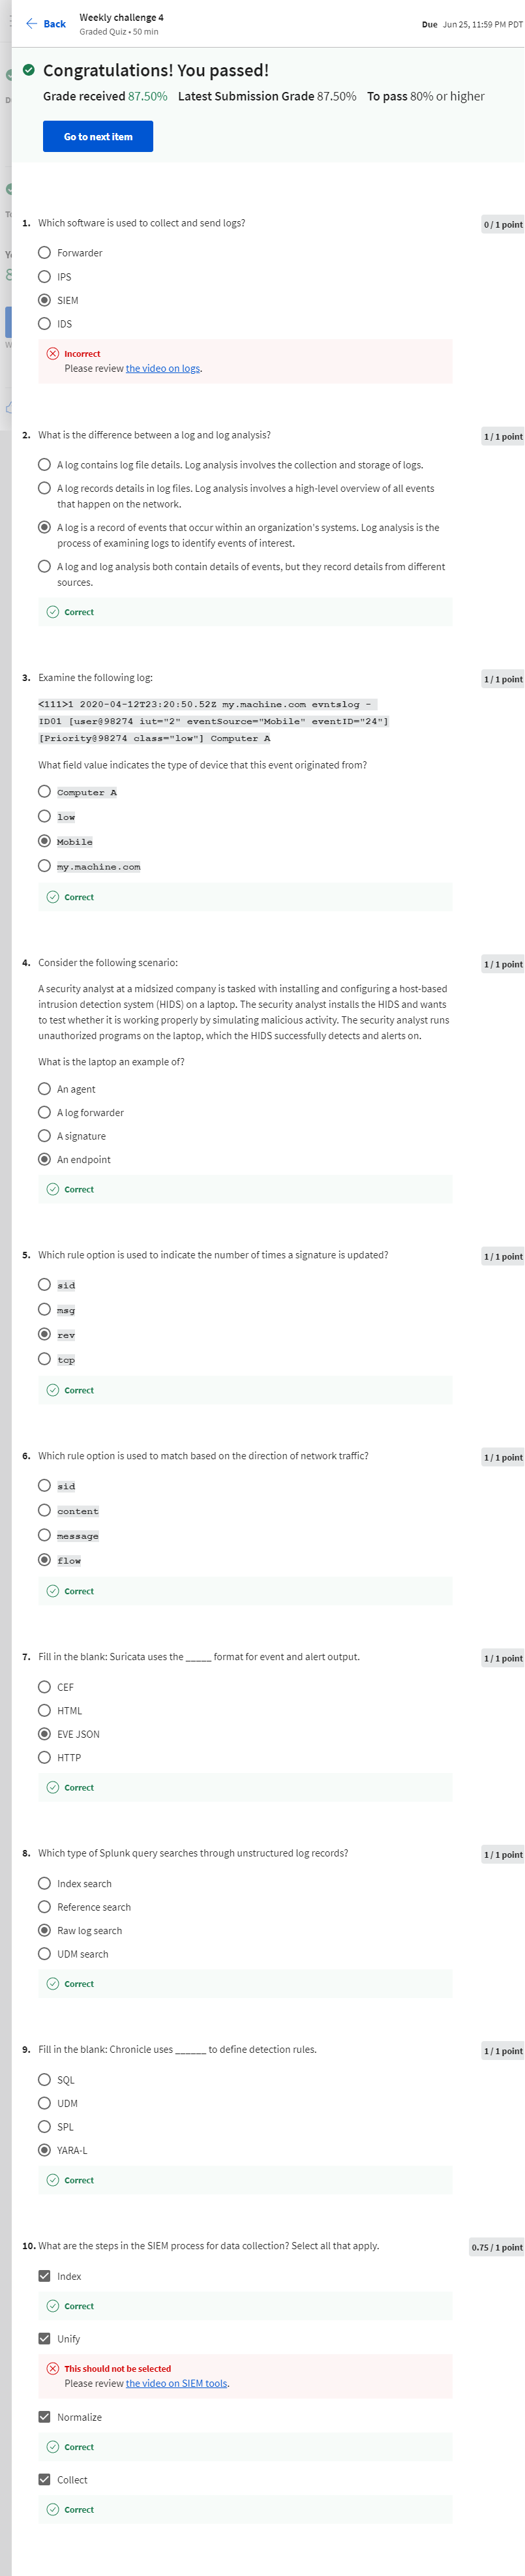 Back
Weekly challenge 4
Graded Quiz • 50 min
Due Jun 25, 11:59 PM PDT
Congratulations! You passed!
Grade received 87.50% Latest Submission Grade 87.50% To pass 80% or higher
Go to next item
1. Which software is used to collect and send logs?
0 / 1 point
Forwarder
IPS
SIEM
IDS
Incorrect
Please review the video on logs.
2. What is the difference between a log and log analysis?
1 / 1 point
A log contains log file details. Log analysis involves the collection and storage of logs.
A log records details in log files. Log analysis involves a high-level overview of all events
that happen on the network.
A log is a record of events that occur within an organization's systems. Log analysis is the
process of examining logs to identify events of interest.
A log and log analysis both contain details of events, but they record details from different
sources.
Correct
3. Examine the following log:
1 / 1 point
<111>1 2020-04-12T23:20:50.52Z my.machine.com evntslog -
ID01 [user@98274 iut="2" eventSource="Mobile" eventID="24"]
[Priority@98274 class="low"] Computer A
What field value indicates the type of device that this event originated from?
Computer A
low
Mobile
my.machine.com
Correct
4. Consider the following scenario:
1 / 1 point
A security analyst at a midsized company is tasked with installing and configuring a host-based
intrusion detection system (HIDS) on a laptop. The security analyst installs the HIDS and wants
to test whether it is working properly by simulating malicious activity. The security analyst runs
unauthorized programs on the laptop, which the HIDS successfully detects and alerts on.
What is the laptop an example of?
An agent
A log forwarder
A signature
An endpoint
Correct
5. Which rule option is used to indicate the number of times a signature is updated?
1 / 1 point
sid
msg
rev
tcp
Correct
6. Which rule option is used to match based on the direction of network traffic?
1 / 1 point
sid
content
message
flow
Correct
7. Fill in the blank: Suricata uses the _____ format for event and alert output.
1 / 1 point
CEF
HTML
EVE JSON
HTTP
Correct
8. Which type of Splunk query searches through unstructured log records?
1 / 1 point
Index search
Reference search
Raw log search
UDM search
Correct
9. Fill in the blank: Chronicle uses ______ to define detection rules.
1 / 1 point
SQL
UDM
SPL
YARA-L
Correct
10. What are the steps in the SIEM process for data collection? Select all that apply.
0.75 / 1 point
Index
Correct
Unify
This should not be selected
Please review the video on SIEM tools.
Normalize
Correct
Collect
Correct